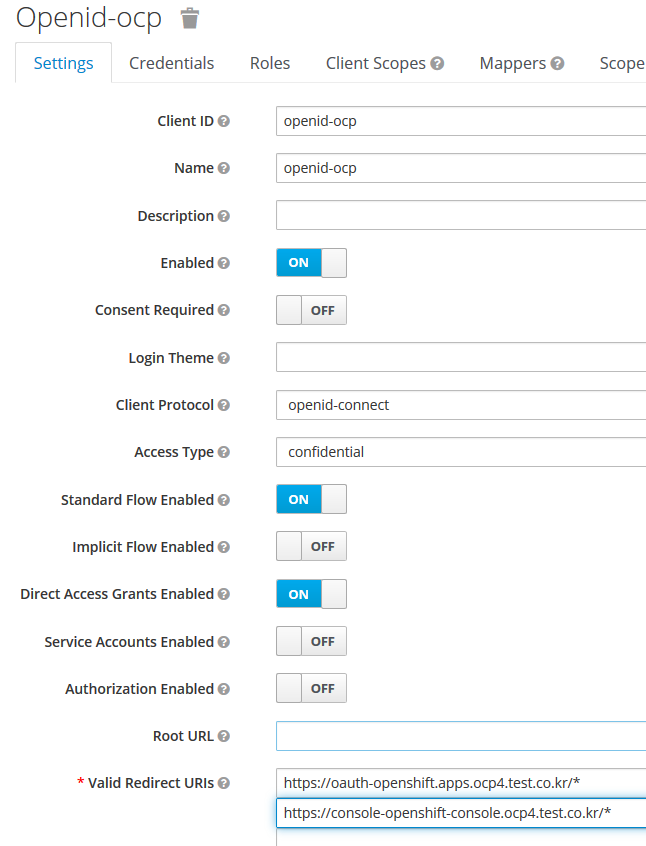 Openid-ocp
Settings Credentials Roles Client Scopes Mappers Scope
Client ID openid-ocp
Name openid-ocp
Description
Enabled ON
Consent Required OFF
Login Theme
Client Protocol openid-connect
Access Type confidential
Standard Flow Enabled ON
Implicit Flow Enabled OFF
Direct Access Grants Enabled ON
Service Accounts Enabled OFF
Authorization Enabled OFF
Root URL
* Valid Redirect URIs https://oauth-openshift.apps.ocp4.test.co.kr/*
https://console-openshift-console.ocp4.test.co.kr/*